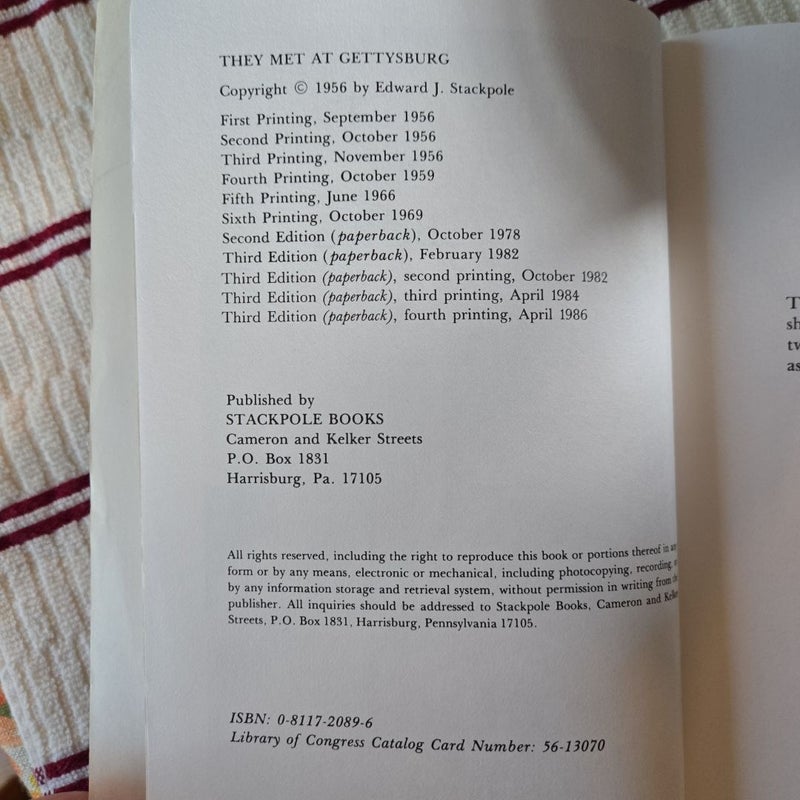 THEY MET AT GETTYSBURG
Copyright © 1956 by Edward J. Stackpole
First Printing, September 1956
Second Printing, October 1956
Third Printing, November 1956
Fourth Printing, October 1959
Fifth Printing, June 1966
Sixth Printing, October 1969
Second Edition (paperback), October 1978
Third Edition (paperback), February 1982
Third Edition (paperback), second printing, October 1982
Third Edition (paperback), third printing, April 1984
Third Edition (paperback), fourth printing, April 1986
Published by
STACKPOLE BOOKS
Cameron and Kelker Streets
P.O. Box 1831
Harrisburg, Pa. 17105
All rights reserved, including the right to reproduce this book or portions thereof in
form or by any means, electronic or mechanical, including photocopying, recording,
by any information storage and retrieval system, without permission in writing from
publisher. All inquiries should be addressed to Stackpole Books, Cameron and
Streets, P.O. Box 1831, Harrisburg, Pennsylvania 17105.
ISBN: 0-8117-2089-6
Library of Congress Catalog Card Number: 56-13070